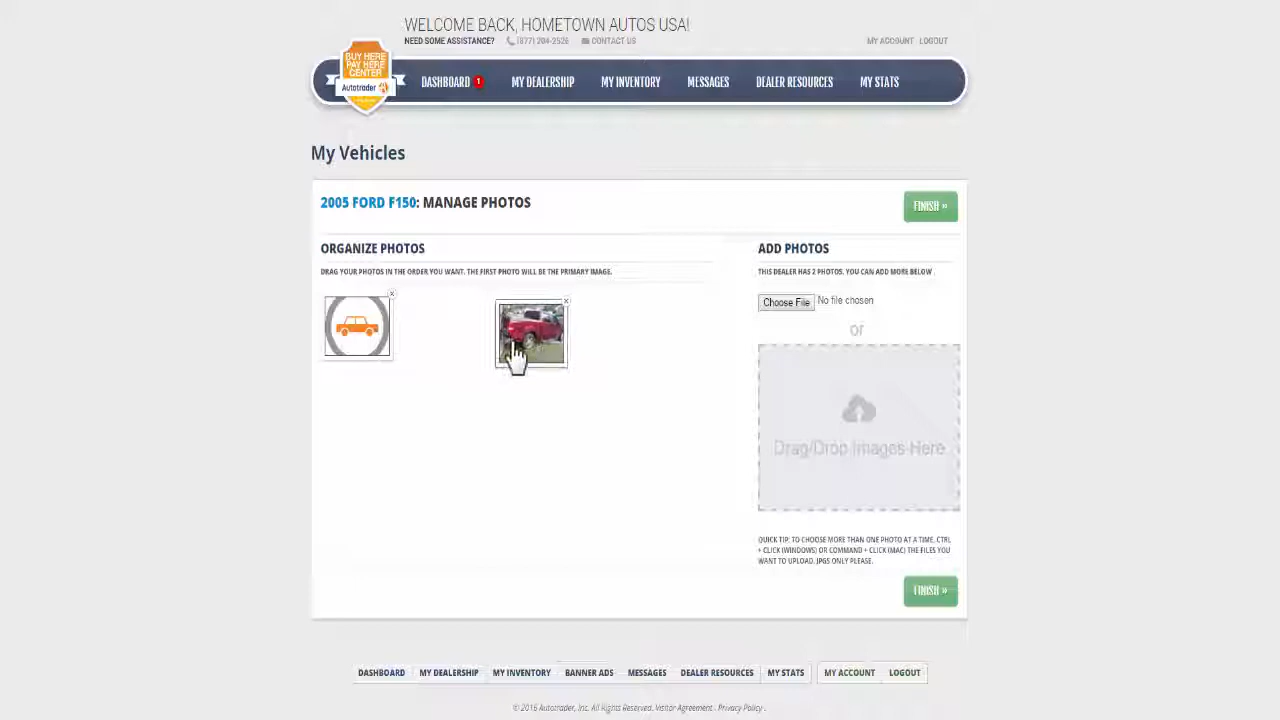 WELCOME BACK, HOMETOWN AUTOS USA!
NEED SOME ASSISTANCE? (877) 204-2526 CONTACT US
MY ACCOUNT LOGOUT
BUY HERE
PAY HERE
CENTER
Autotrader
DASHBOARD 1 MY DEALERSHIP MY INVENTORY MESSAGES DEALER RESOURCES MY STATS
My Vehicles
2005 FORD F150: MANAGE PHOTOS
FINISH »
ORGANIZE PHOTOS
DRAG YOUR PHOTOS IN THE ORDER YOU WANT. THE FIRST PHOTO WILL BE THE PRIMARY IMAGE.
ADD PHOTOS
THIS DEALER HAS 2 PHOTOS. YOU CAN ADD MORE BELOW .
Choose File No file chosen
or
Drag/Drop Images Here
QUICK TIP: TO CHOOSE MORE THAN ONE PHOTO AT A TIME, CTRL
+ CLICK (WINDOWS) OR COMMAND + CLICK (MAC) THE FILES YOU
WANT TO UPLOAD. JPGS ONLY PLEASE.
FINISH »
DASHBOARD MY DEALERSHIP MY INVENTORY BANNER ADS MESSAGES DEALER RESOURCES MY STATS MY ACCOUNT LOGOUT
© 2016 Autotrader, Inc. All Rights Reserved. Visitor Agreement . Privacy Policy .